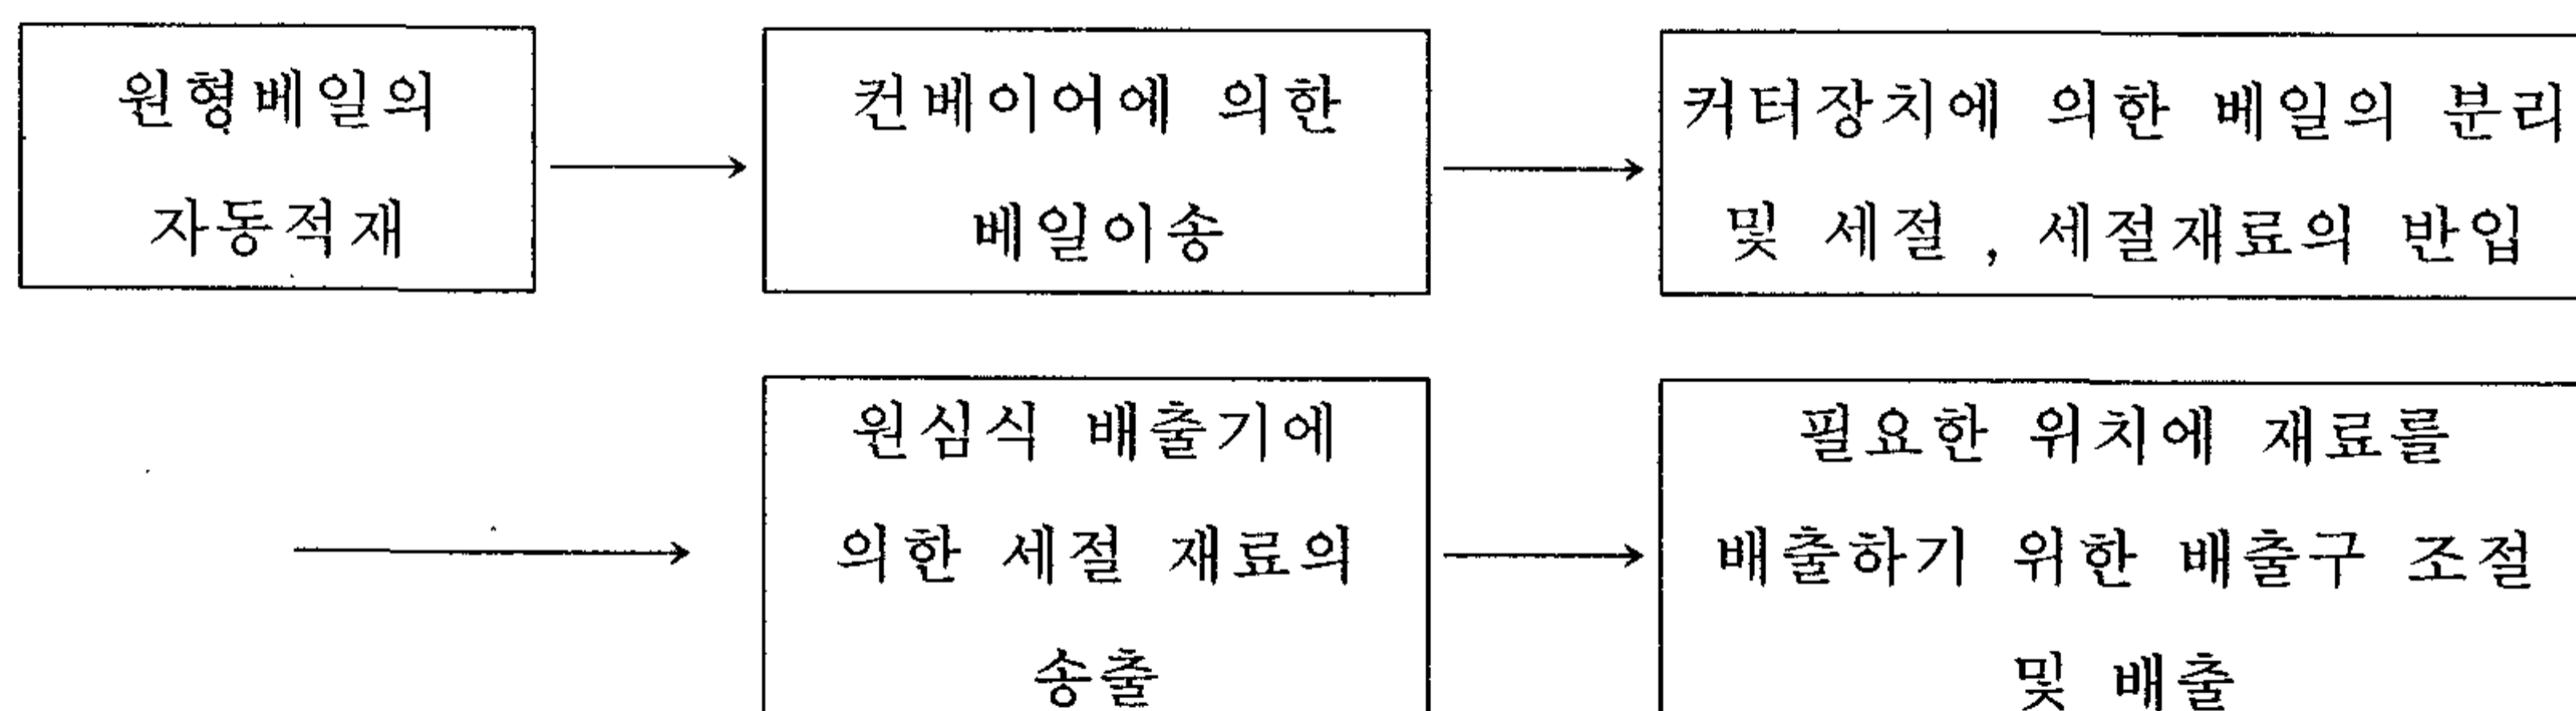 원형베일의
자동적재
컨베이어에 의한
베일이송
커터장치에 의한 베일의 분리
및 세절 , 세절재료의 반입
원심식 배출기에
의한 세절 재료의
송출
필요한 위치에 재료를
배출하기 위한 배출구 조절
및 배출